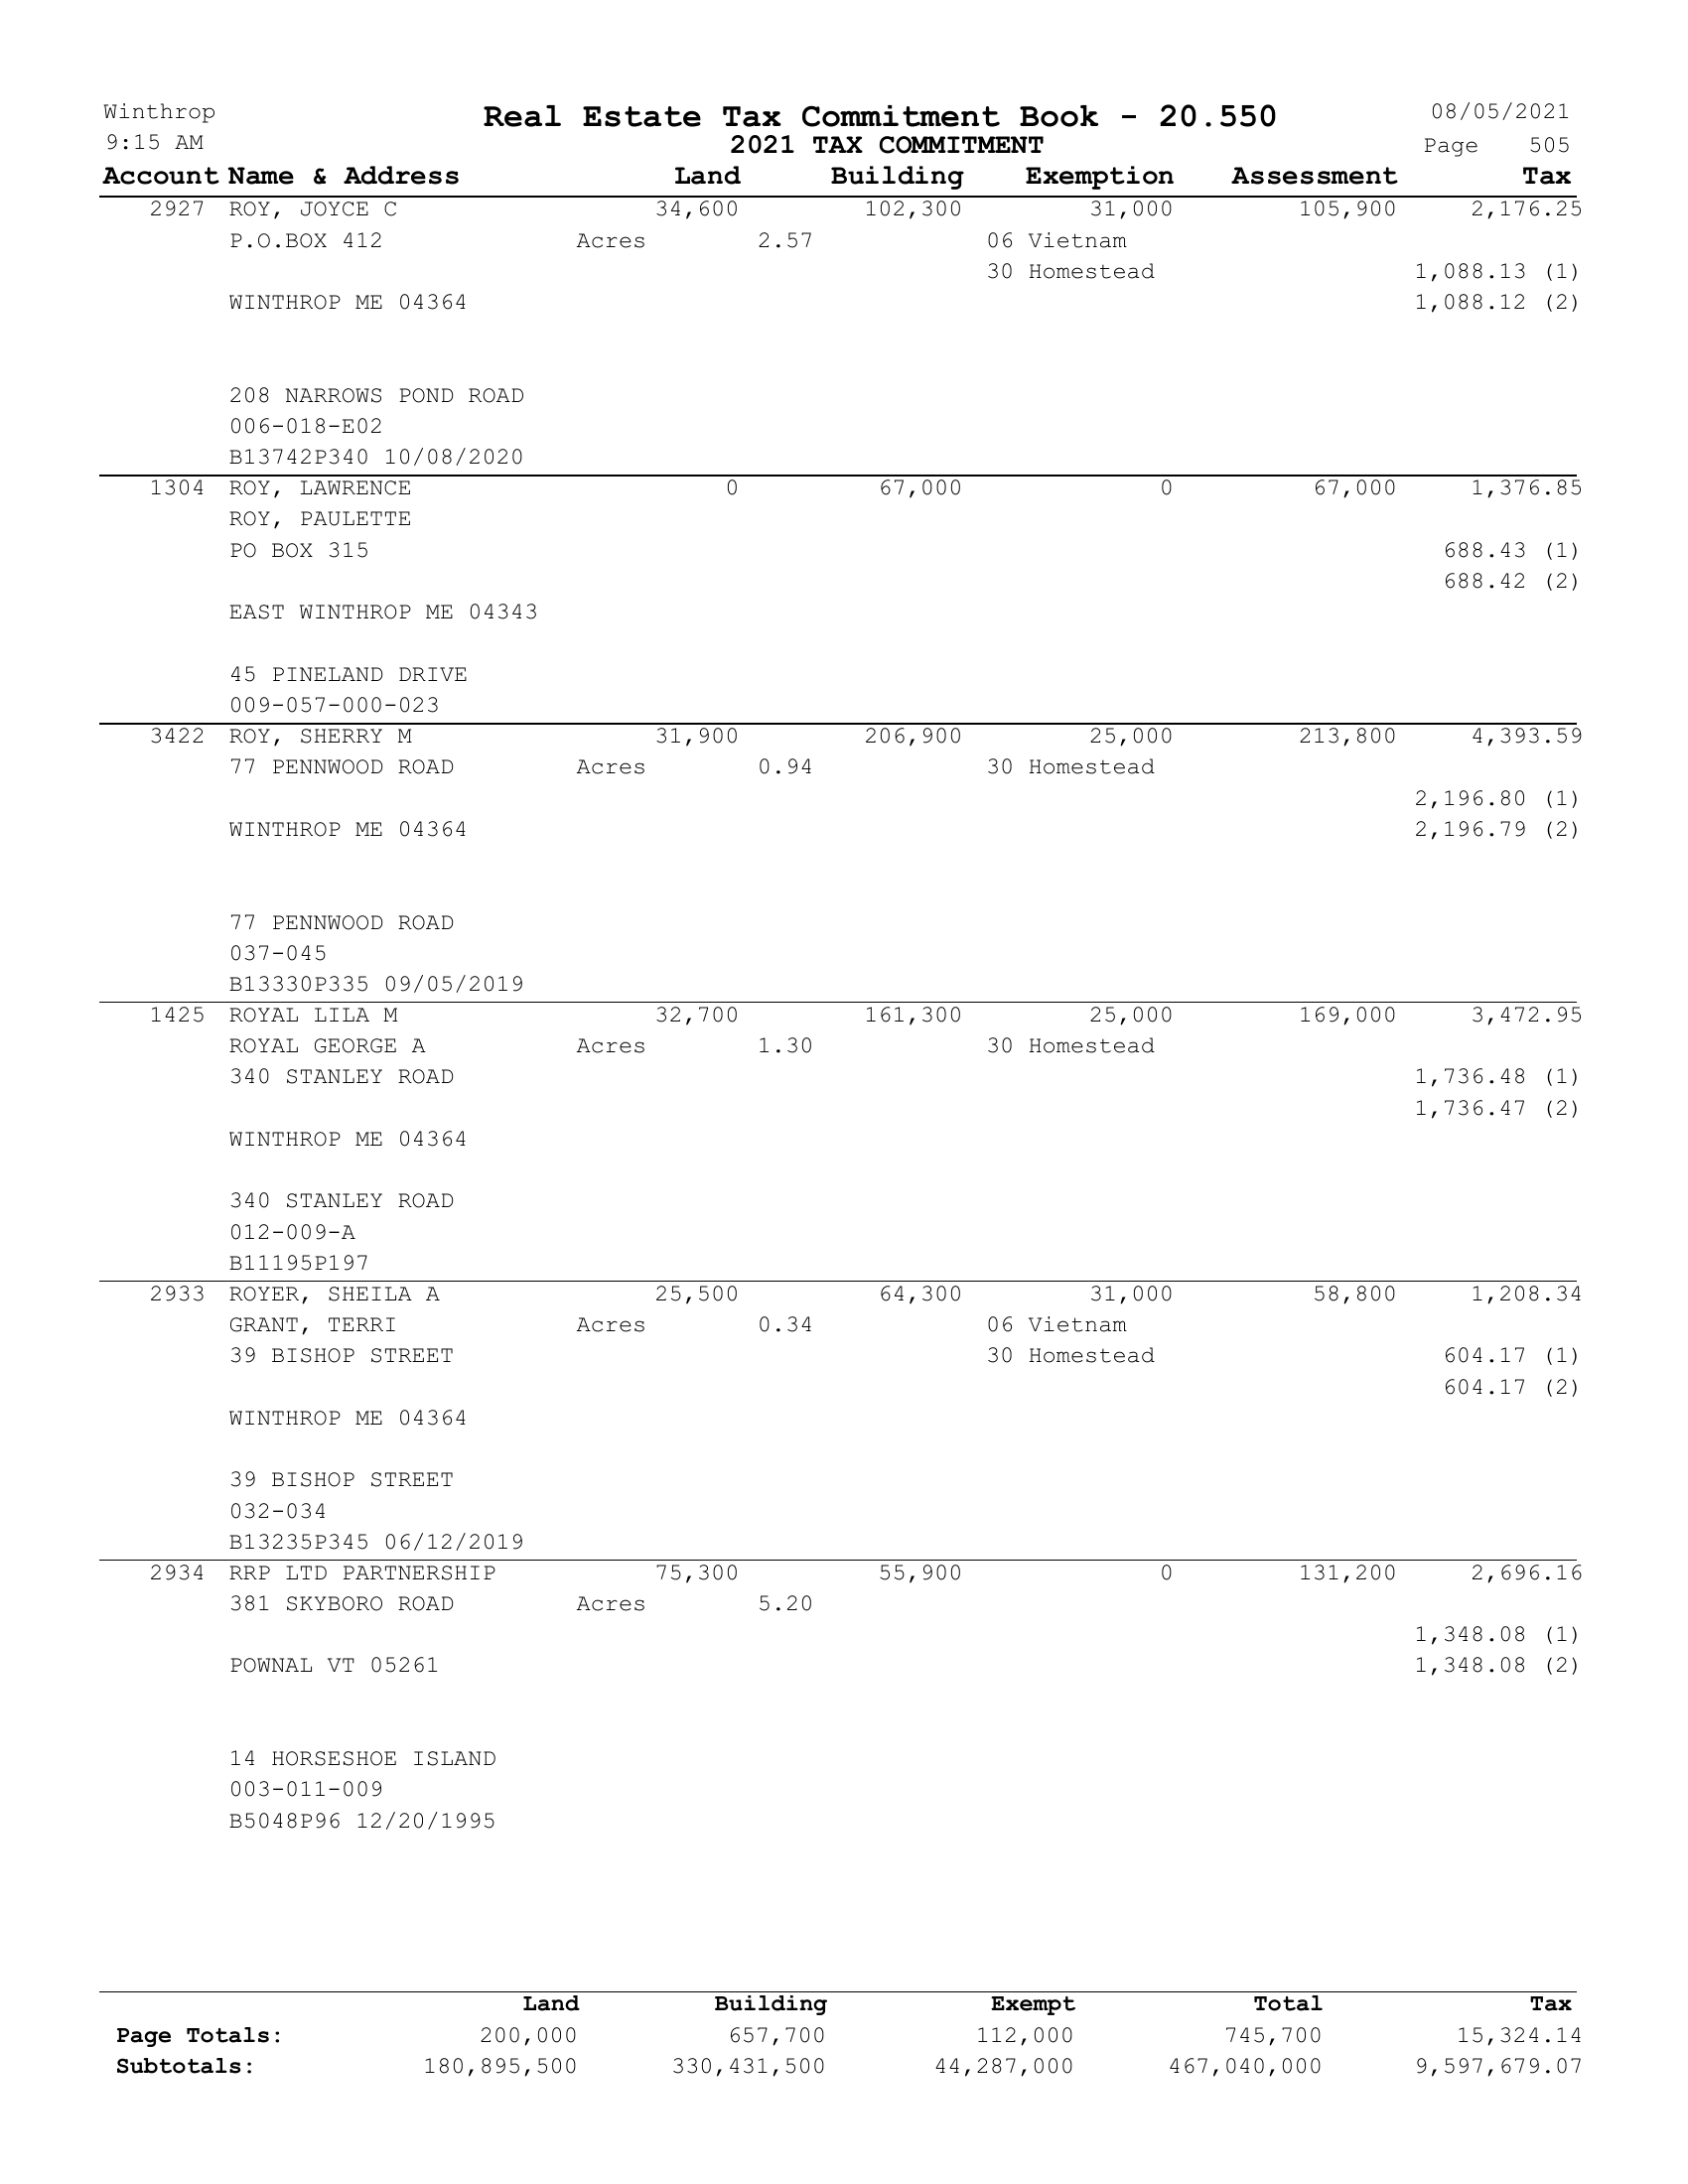 Winthrop Real Estate Tax Commitment Book - 20.550 08/05/2021
9:15 AM 2021 TAX COMMITMENT Page 505
Account Name & Address Land Building Exemption Assessment Tax
2927 ROY, JOYCE C 34,600 102,300 31,000 105,900 2,176.25
P.O.BOX 412 Acres 2.57 06 Vietnam
30 Homestead 1,088.13 (1)
WINTHROP ME 04364 1,088.12 (2)
208 NARROWS POND ROAD
006-018-E02
B13742P340 10/08/2020
1304 ROY, LAWRENCE 0 67,000 0 67,000 1,376.85
ROY, PAULETTE
PO BOX 315 688.43 (1)
688.42 (2)
EAST WINTHROP ME 04343
45 PINELAND DRIVE
009-057-000-023
3422 ROY, SHERRY M 31,900 206,900 25,000 213,800 4,393.59
77 PENNWOOD ROAD Acres 0.94 30 Homestead
2,196.80 (1)
WINTHROP ME 04364 2,196.79 (2)
77 PENNWOOD ROAD
037-045
B13330P335 09/05/2019
1425 ROYAL LILA M 32,700 161,300 25,000 169,000 3,472.95
ROYAL GEORGE A Acres 1.30 30 Homestead
340 STANLEY ROAD 1,736.48 (1)
1,736.47 (2)
WINTHROP ME 04364
340 STANLEY ROAD
012-009-A
B11195P197
2933 ROYER, SHEILA A 25,500 64,300 31,000 58,800 1,208.34
GRANT, TERRI Acres 0.34 06 Vietnam
39 BISHOP STREET 30 Homestead 604.17 (1)
604.17 (2)
WINTHROP ME 04364
39 BISHOP STREET
032-034
B13235P345 06/12/2019
2934 RRP LTD PARTNERSHIP 75,300 55,900 0 131,200 2,696.16
381 SKYBORO ROAD Acres 5.20
1,348.08 (1)
POWNAL VT 05261 1,348.08 (2)
14 HORSESHOE ISLAND
003-011-009
B5048P96 12/20/1995
Land Building Exempt Total Tax
Page Totals: 200,000 657,700 112,000 745,700 15,324.14
Subtotals: 180,895,500 330,431,500 44,287,000 467,040,000 9,597,679.07